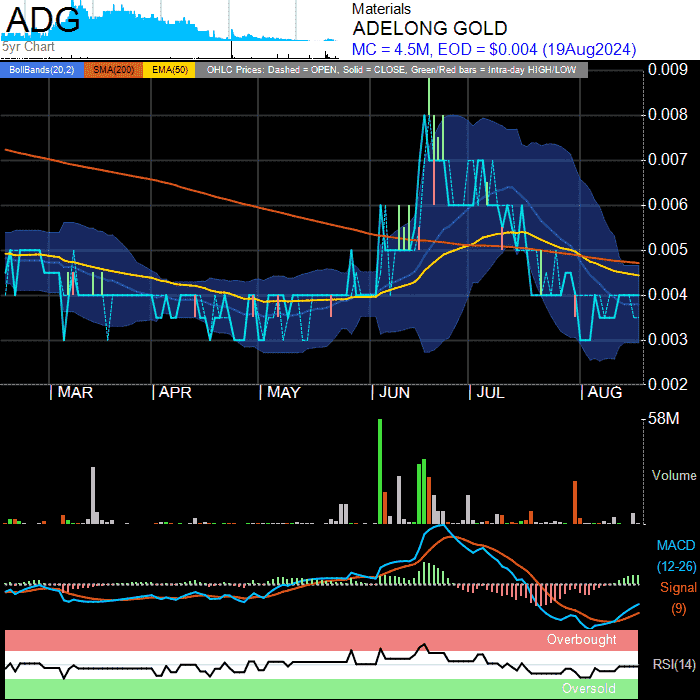 ADG
5yr Chart
Materials
ADELONG GOLD
MC = 4.5M, EOD = $0.004 (19Aug2024)
BollBands(20,2) SMA(200) EMA(50) OHLC Prices: Dashed = OPEN, Solid = CLOSE, Green/Red bars = Intra-day HIGH/LOW
0.009
0.008
0.007
0.006
0.005
0.004
0.003
0.002
MAR APR MAY JUN JUL AUG
58M
Volume
MACD
(12-26)
Signal
(9)
Overbought
RSI(14)
Oversold